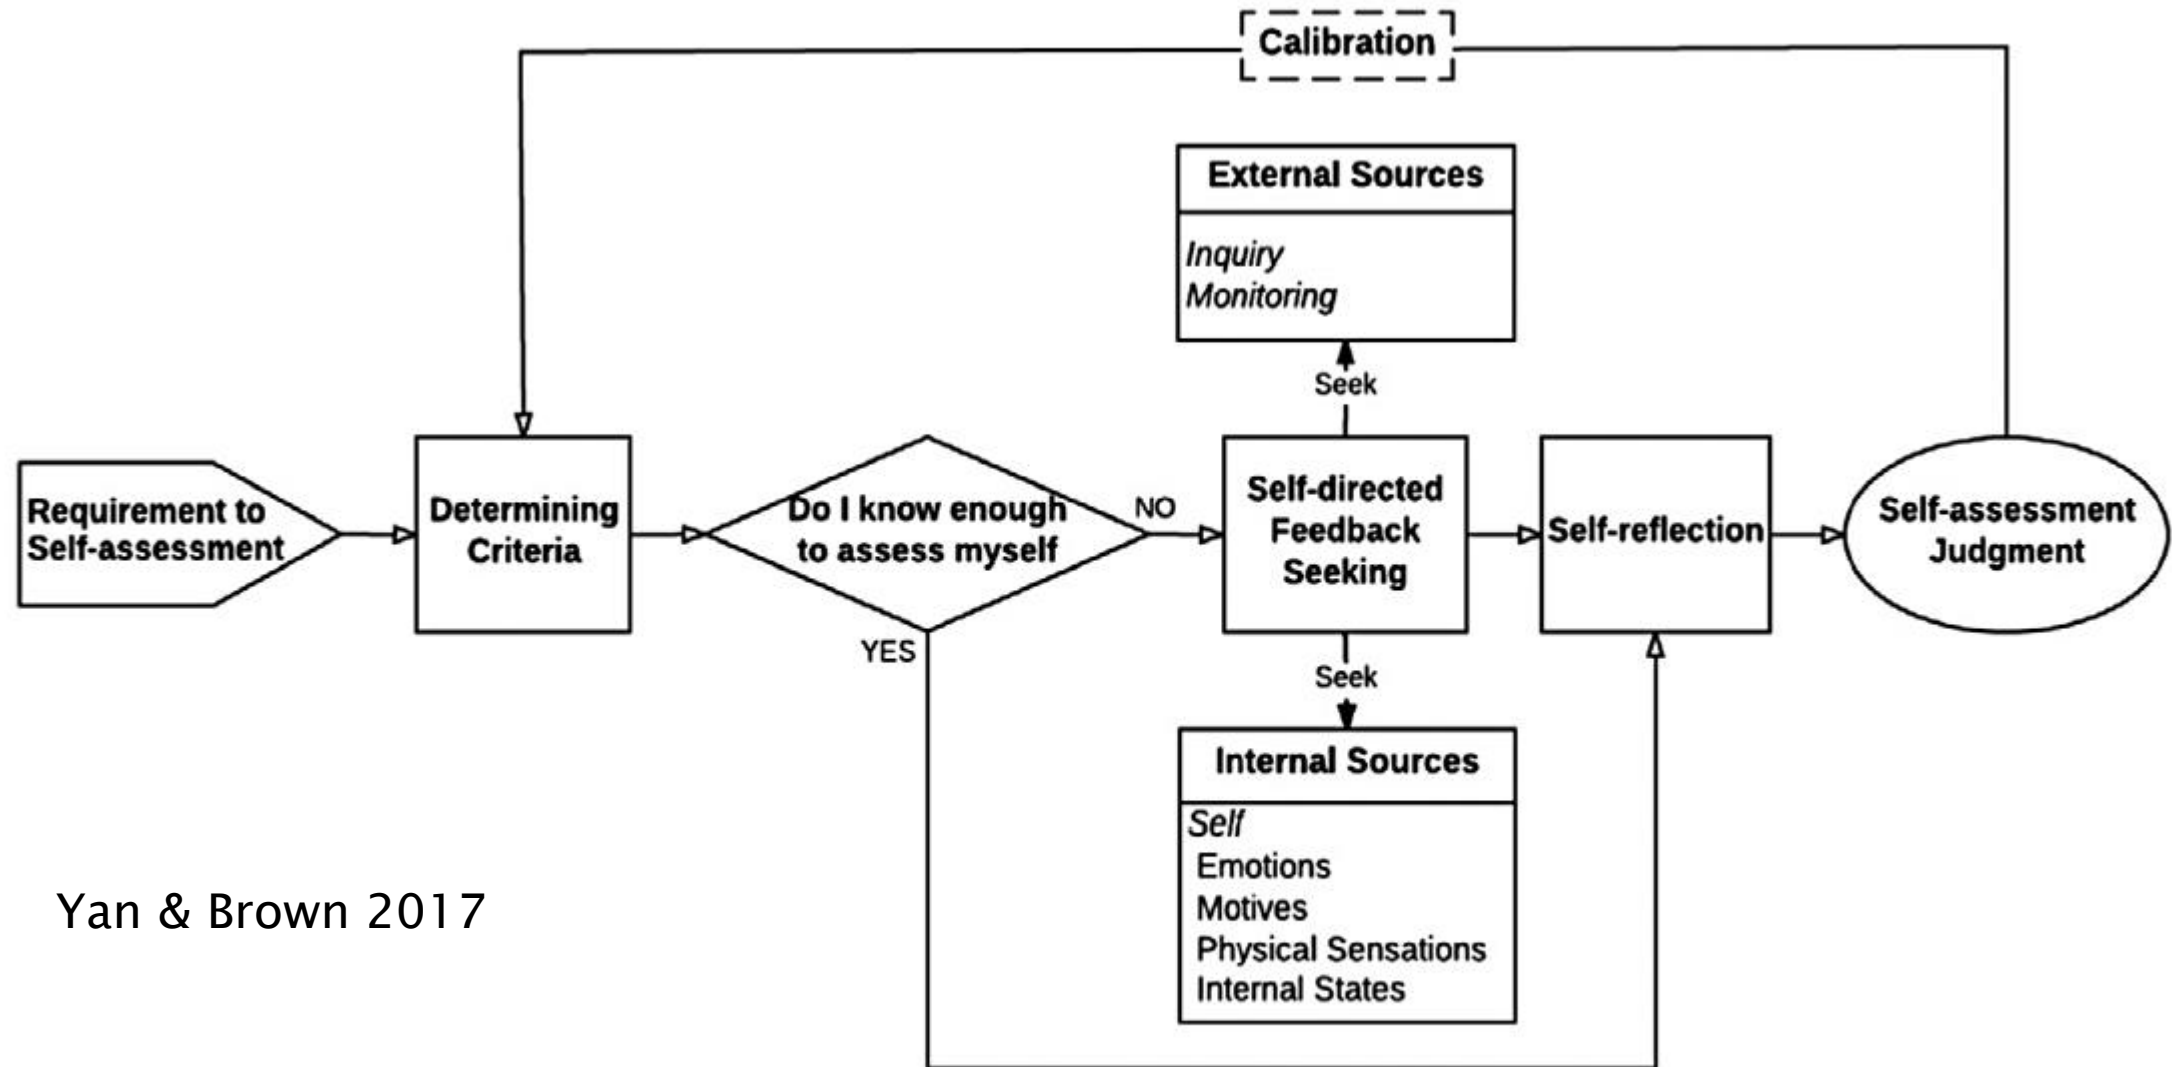 Calibration
External Sources
Inquiry
Monitoring
Seek
Requirement to
Self-assessment
Determining
Criteria
Do I know enough
to assess myself
NO
YES
Self-directed
Feedback
Seeking
Self-reflection
Self-assessment
Judgment
Seek
Internal Sources
Self
Emotions
Motives
Physical Sensations
Internal States
Yan & Brown 2017